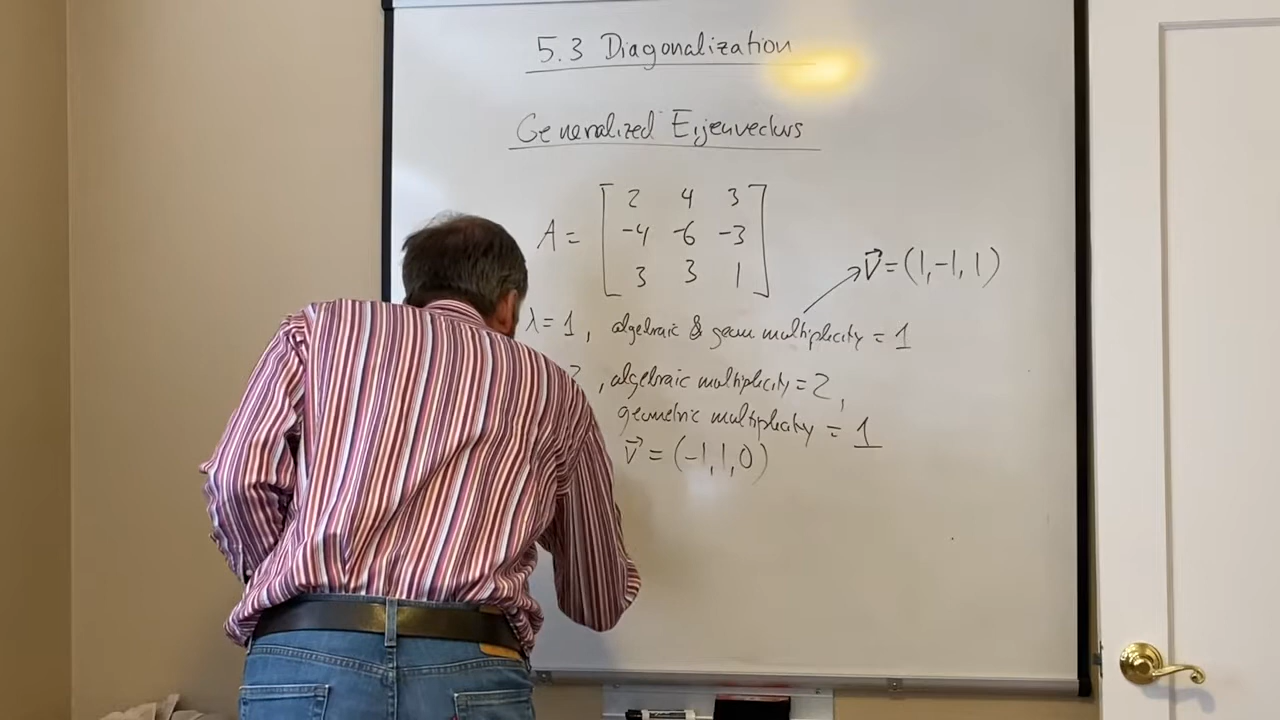 5.3 Diagonalization
Generalized Eigenvectors
A = [ 2 4 3
-4 -6 -3
3 3 1 ]
v⃗ = (1, -1, 1)
λ = 1, algebraic & geom multiplicity = 1
, algebraic multiplicity = 2,
geometric multiplicity = 1
v⃗ = (-1, 1, 0)